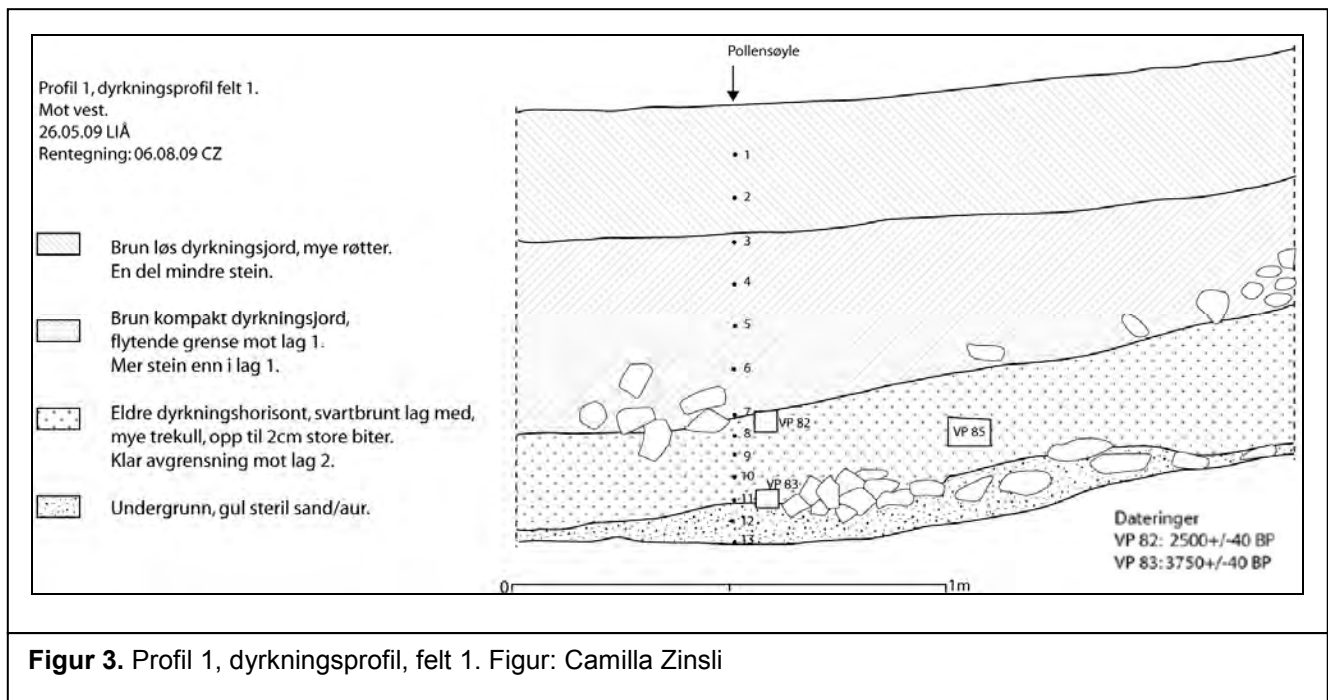 Pollensøyle
Profil 1, dyrkningsprofil felt 1.
Mot vest.
26.05.09 LIÅ
Rentegning: 06.08.09 CZ
Brun løs dyrkningsjord, mye røtter.
En del mindre stein.
Brun kompakt dyrkningsjord,
flytende grense mot lag 1.
Mer stein enn i lag 1.
Eldre dyrkningshorisont, svartbrunt lag med,
mye trekull, opp til 2cm store biter.
Klar avgrensning mot lag 2.
Undergrunn, gul steril sand/aur.
1
2
3
4
5
6
7
8
9
10
11
12
13
VP 82
VP 85
VP 83
Dateringer
VP 82: 2500+/-40 BP
VP 83:3750+/-40 BP
0
1m
Figur 3. Profil 1, dyrkningsprofil, felt 1. Figur: Camilla Zinsli